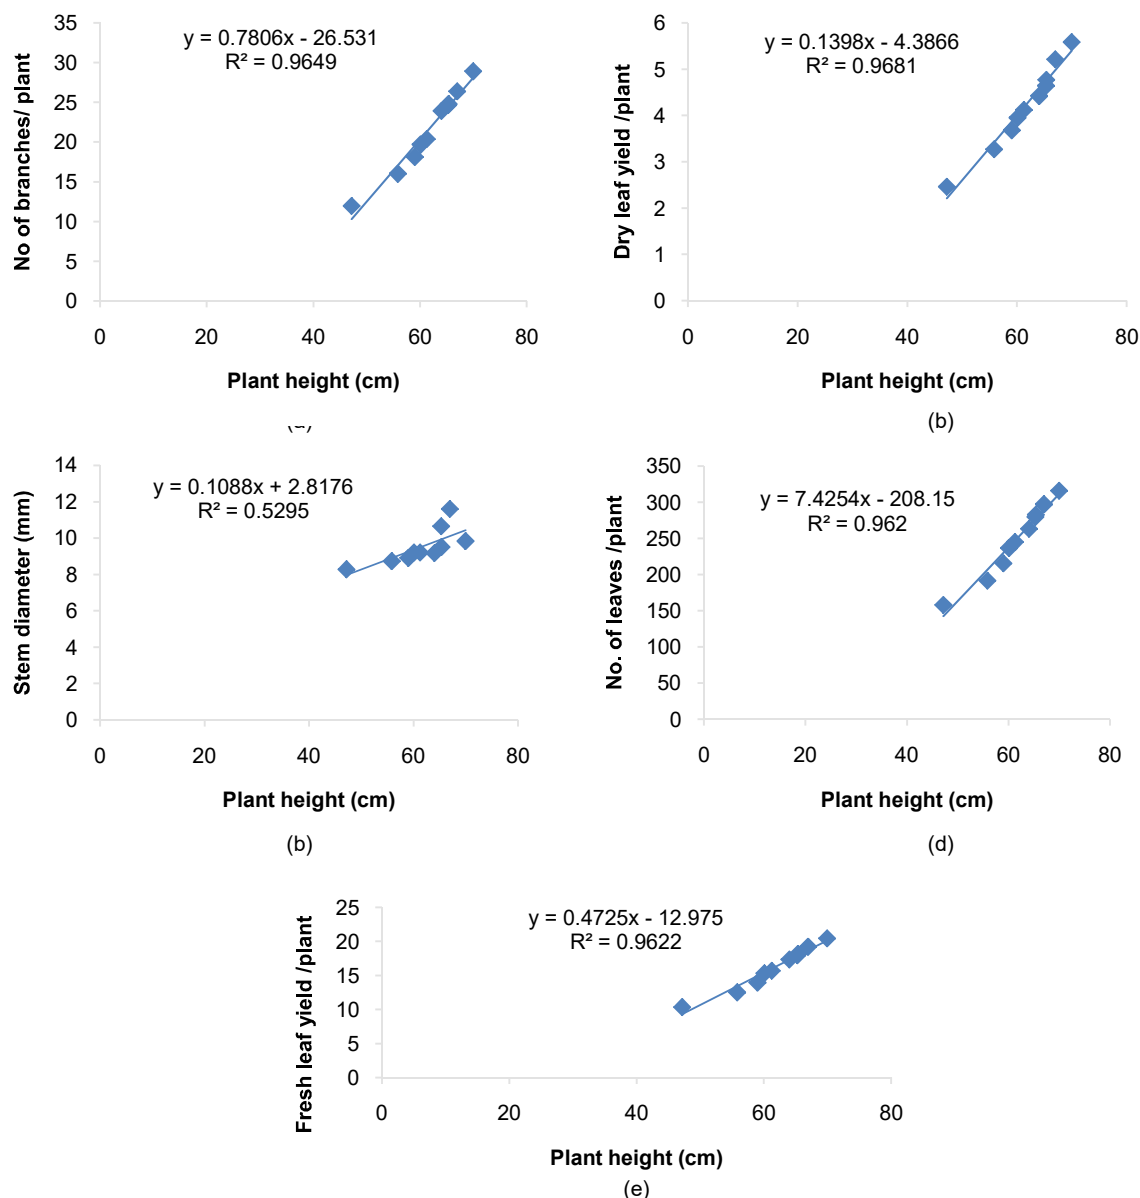 No of branches/ plant
35
30
25
20
15
10
5
0
y = 0.7806x - 26.531
R² = 0.9649
0 20 40 60 80
Plant height (cm)
Dry leaf yield /plant
6
5
4
3
2
1
0
y = 0.1398x - 4.3866
R² = 0.9681
0 20 40 60 80
Plant height (cm)
(b)
Stem diameter (mm)
14
12
10
8
6
4
2
0
y = 0.1088x + 2.8176
R² = 0.5295
0 20 40 60 80
Plant height (cm)
(b)
No. of leaves /plant
350
300
250
200
150
100
50
0
y = 7.4254x - 208.15
R² = 0.962
0 20 40 60 80
Plant height (cm)
(d)
Fresh leaf yield /plant
25
20
15
10
5
0
y = 0.4725x - 12.975
R² = 0.9622
0 20 40 60 80
Plant height (cm)
(e)